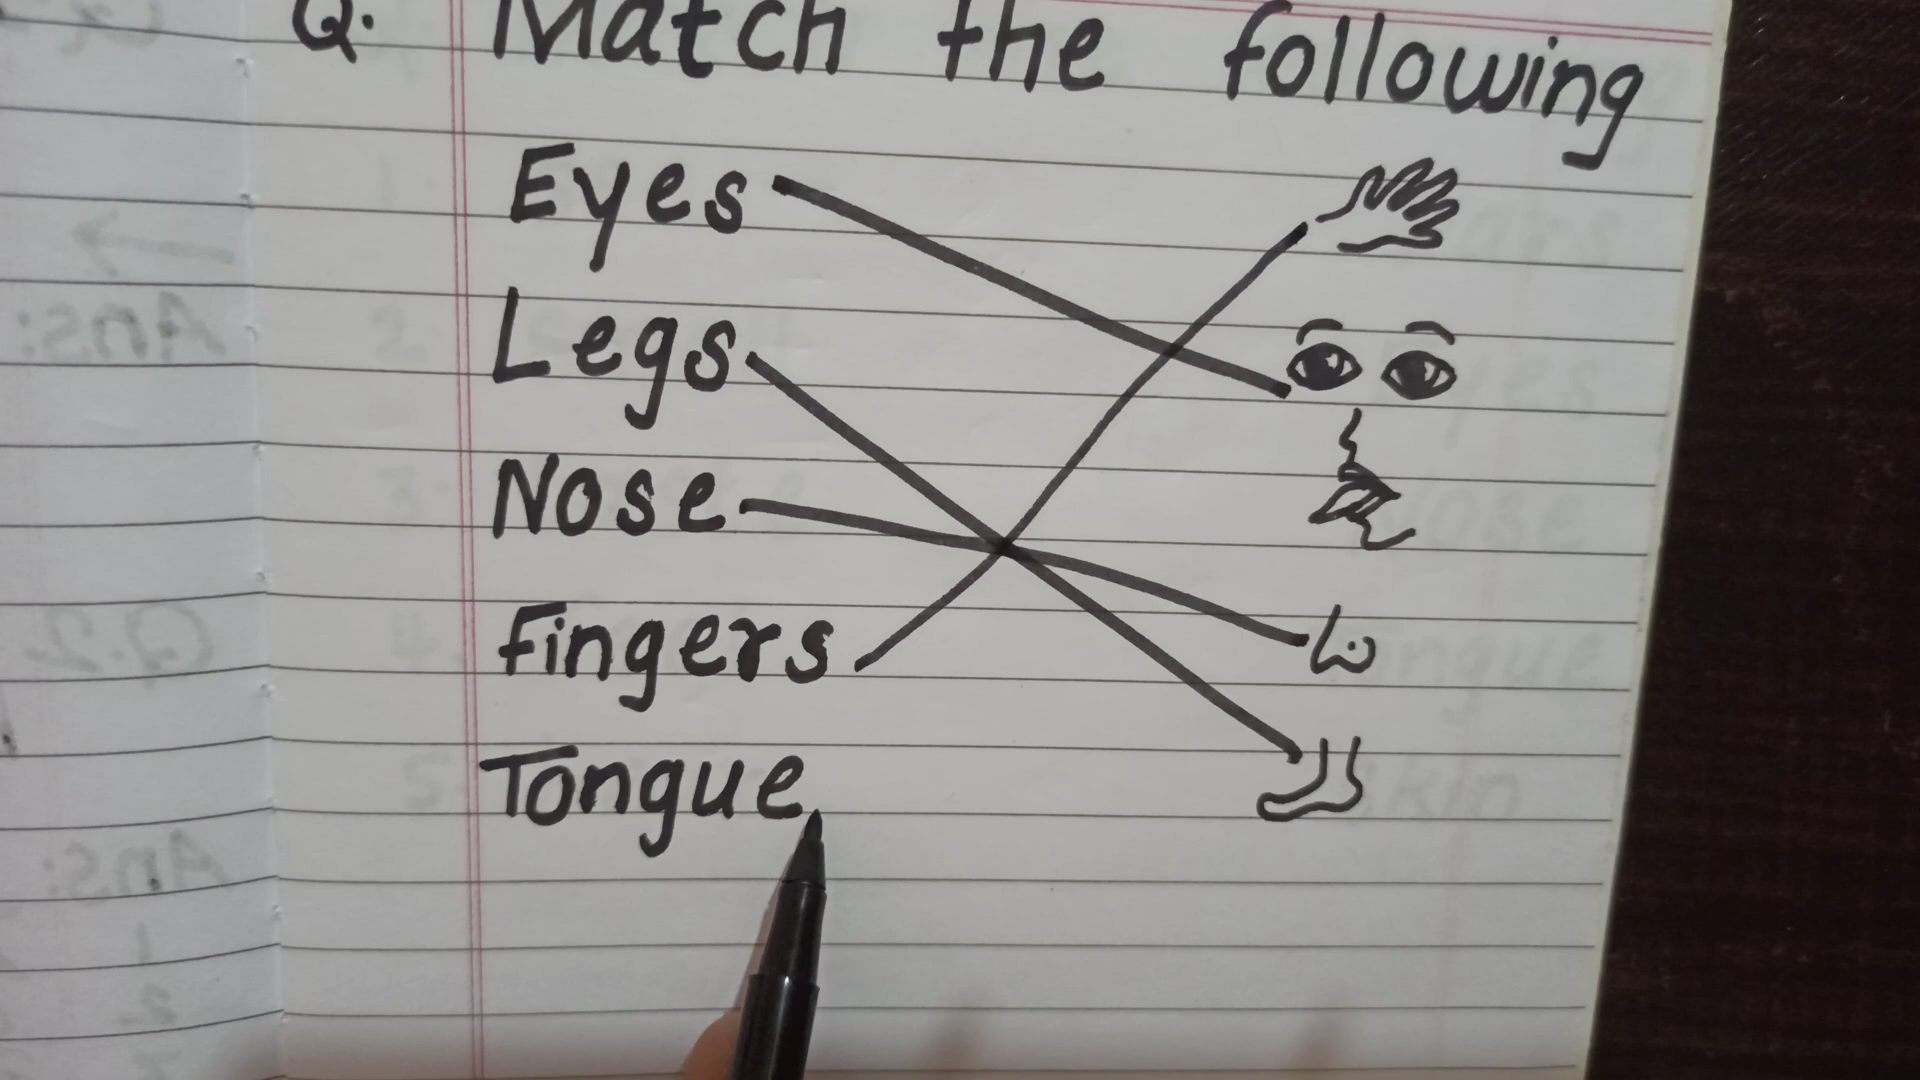 Q. Match the following
Eyes
Legs
Nose
Fingers
Tongue